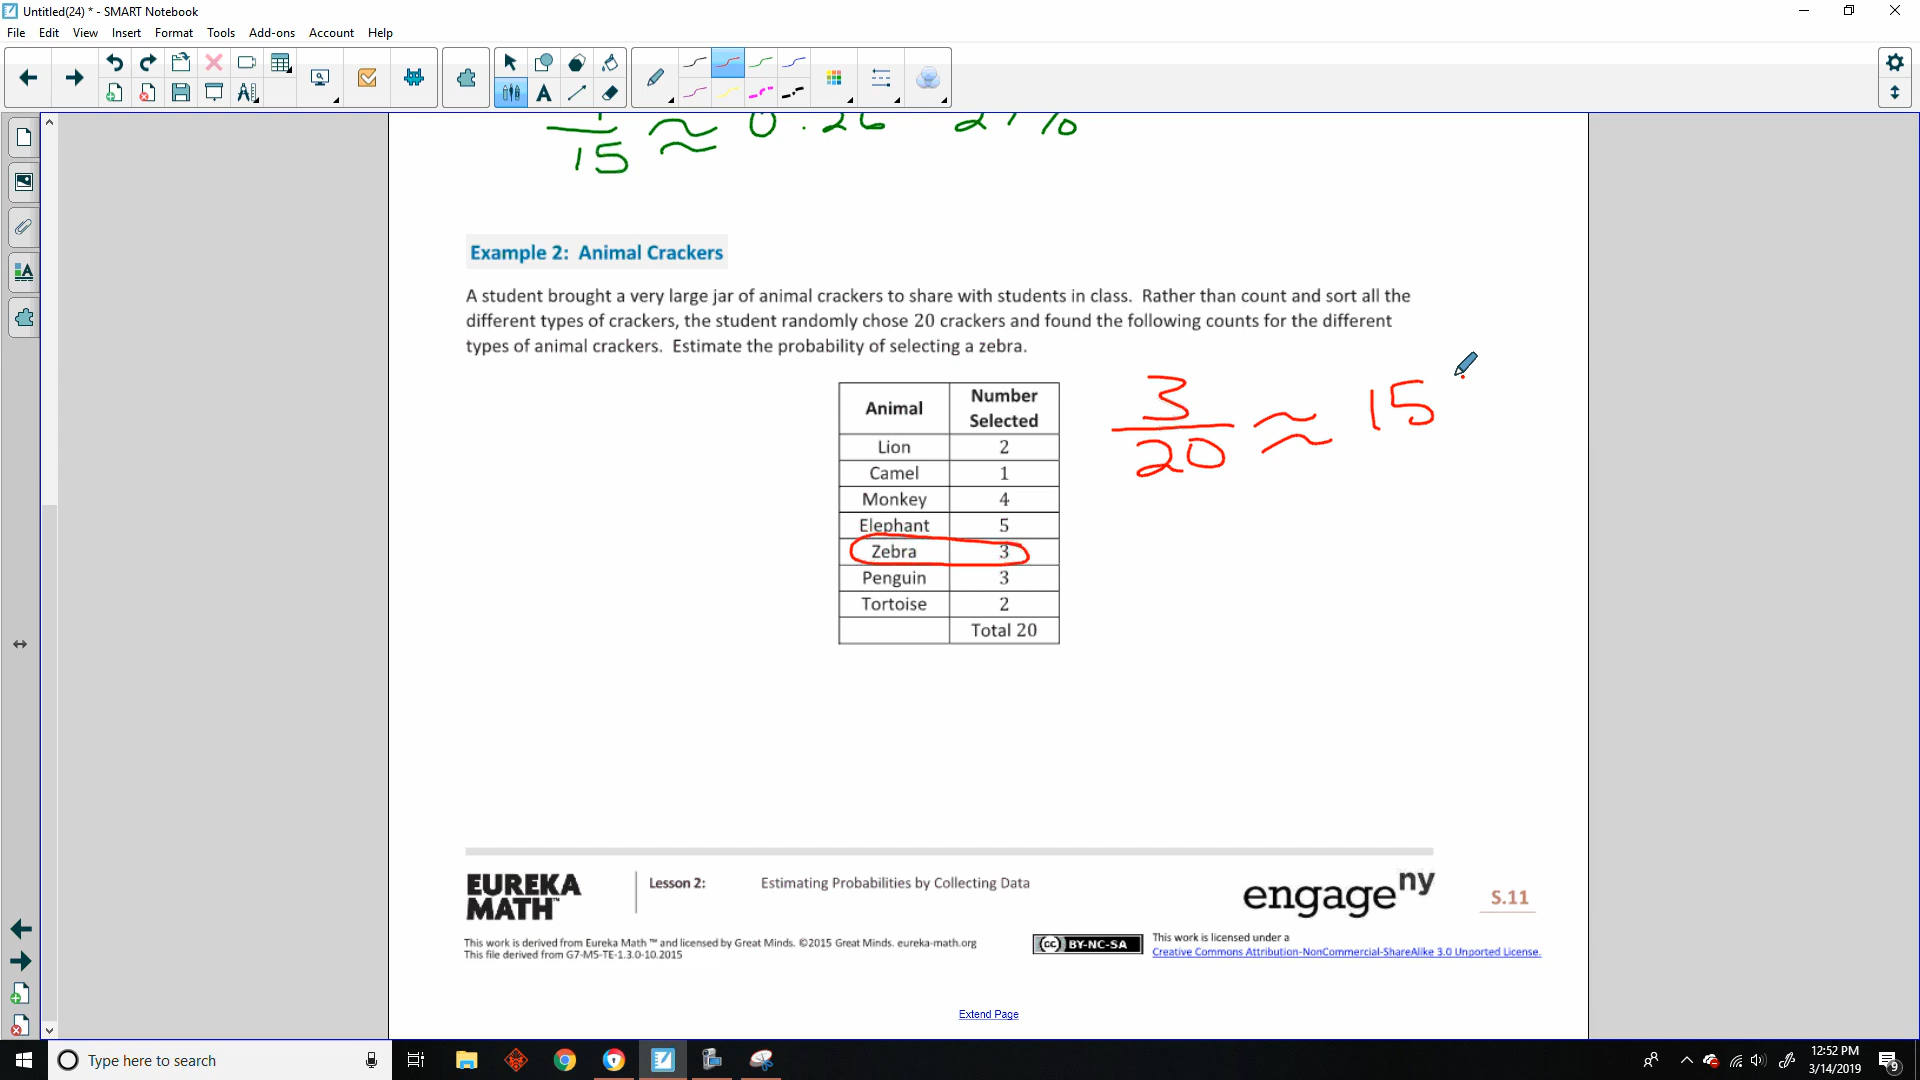 Untitled(24) * - SMART Notebook
File Edit View Insert Format Tools Add-ons Account Help
15 ≈ 0.26 27%
Example 2: Animal Crackers
A student brought a very large jar of animal crackers to share with students in class. Rather than count and sort all the
different types of crackers, the student randomly chose 20 crackers and found the following counts for the different
types of animal crackers. Estimate the probability of selecting a zebra.
Animal Number Selected
Lion 2
Camel 1
Monkey 4
Elephant 5
Zebra 3
Penguin 3
Tortoise 2
Total 20
3
20 ≈ 15
EUREKA
MATH™
Lesson 2: Estimating Probabilities by Collecting Data
engage ny
S.11
This work is derived from Eureka Math ™ and licensed by Great Minds. ©2015 Great Minds. eureka-math.org
This file derived from G7-M5-TE-1.3.0-10.2015
(cc) BY-NC-SA
This work is licensed under a
Creative Commons Attribution-NonCommercial-ShareAlike 3.0 Unported License.
Extend Page
Type here to search
12:52 PM
3/14/2019
9